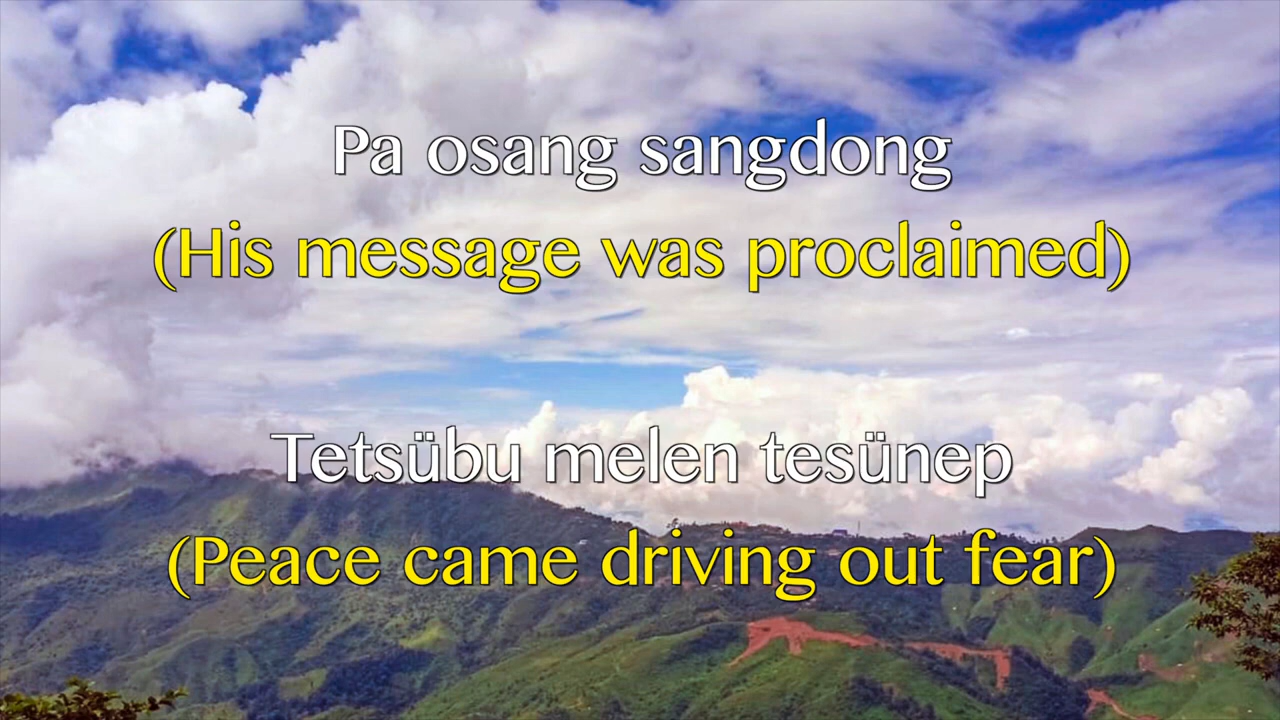 Pa osang sangdong
(His message was proclaimed)
Tetsübu melen tesünep
(Peace came driving out fear)